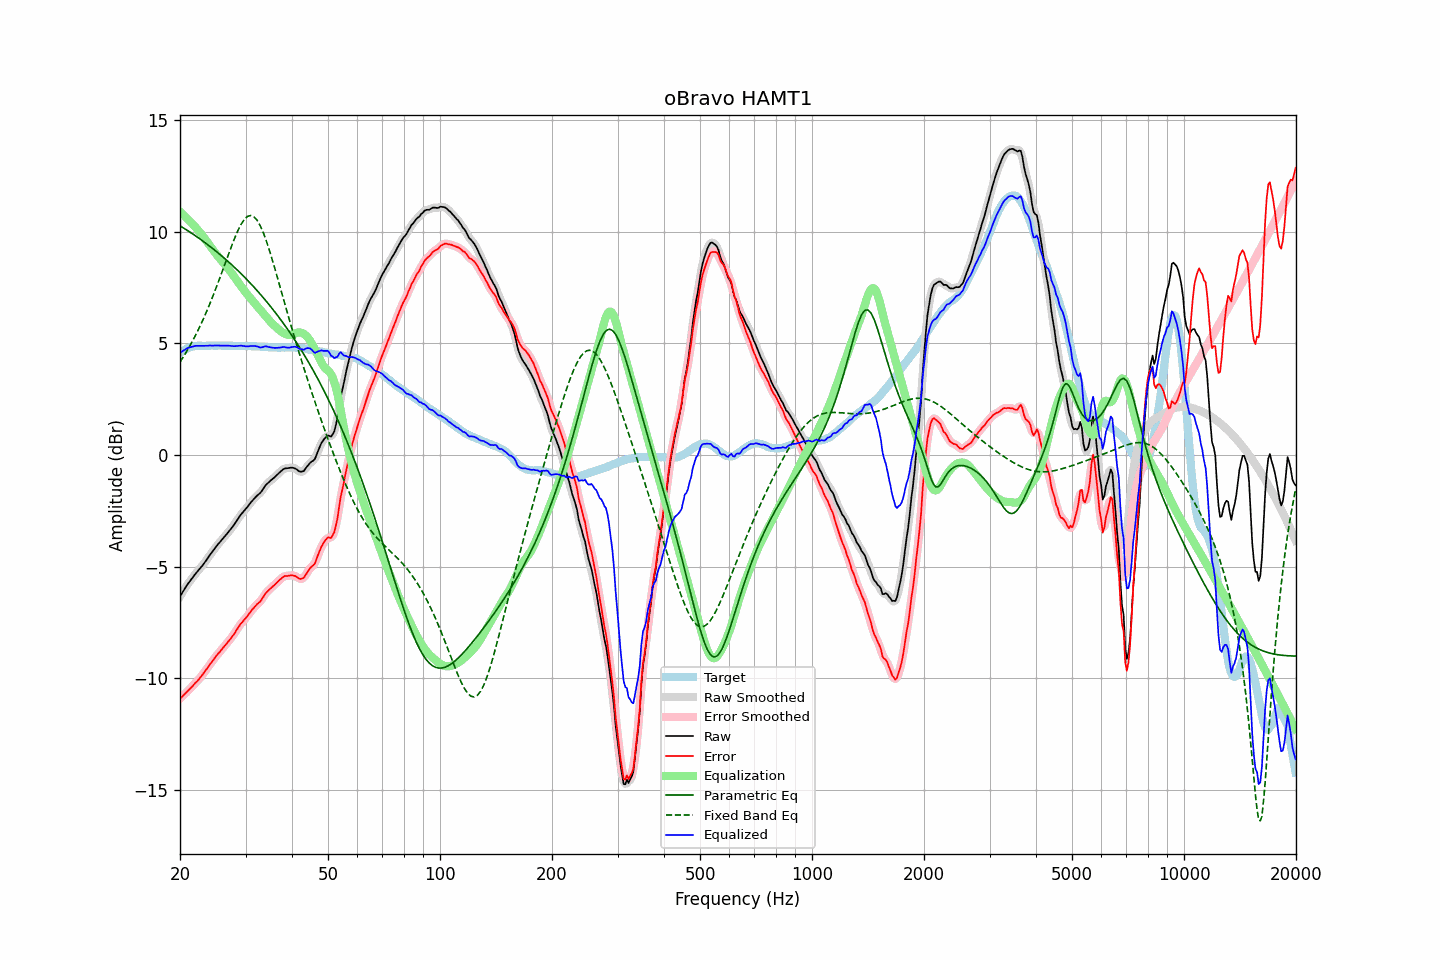 oBravo HAMT1
15
10
5
0
−5
−10
−15
Amplitude (dBr)
Target
Raw Smoothed
Error Smoothed
Raw
Error
Equalization
Parametric Eq
Fixed Band Eq
Equalized
20 50 100 200 500 1000 2000 5000 10000 20000
Frequency (Hz)